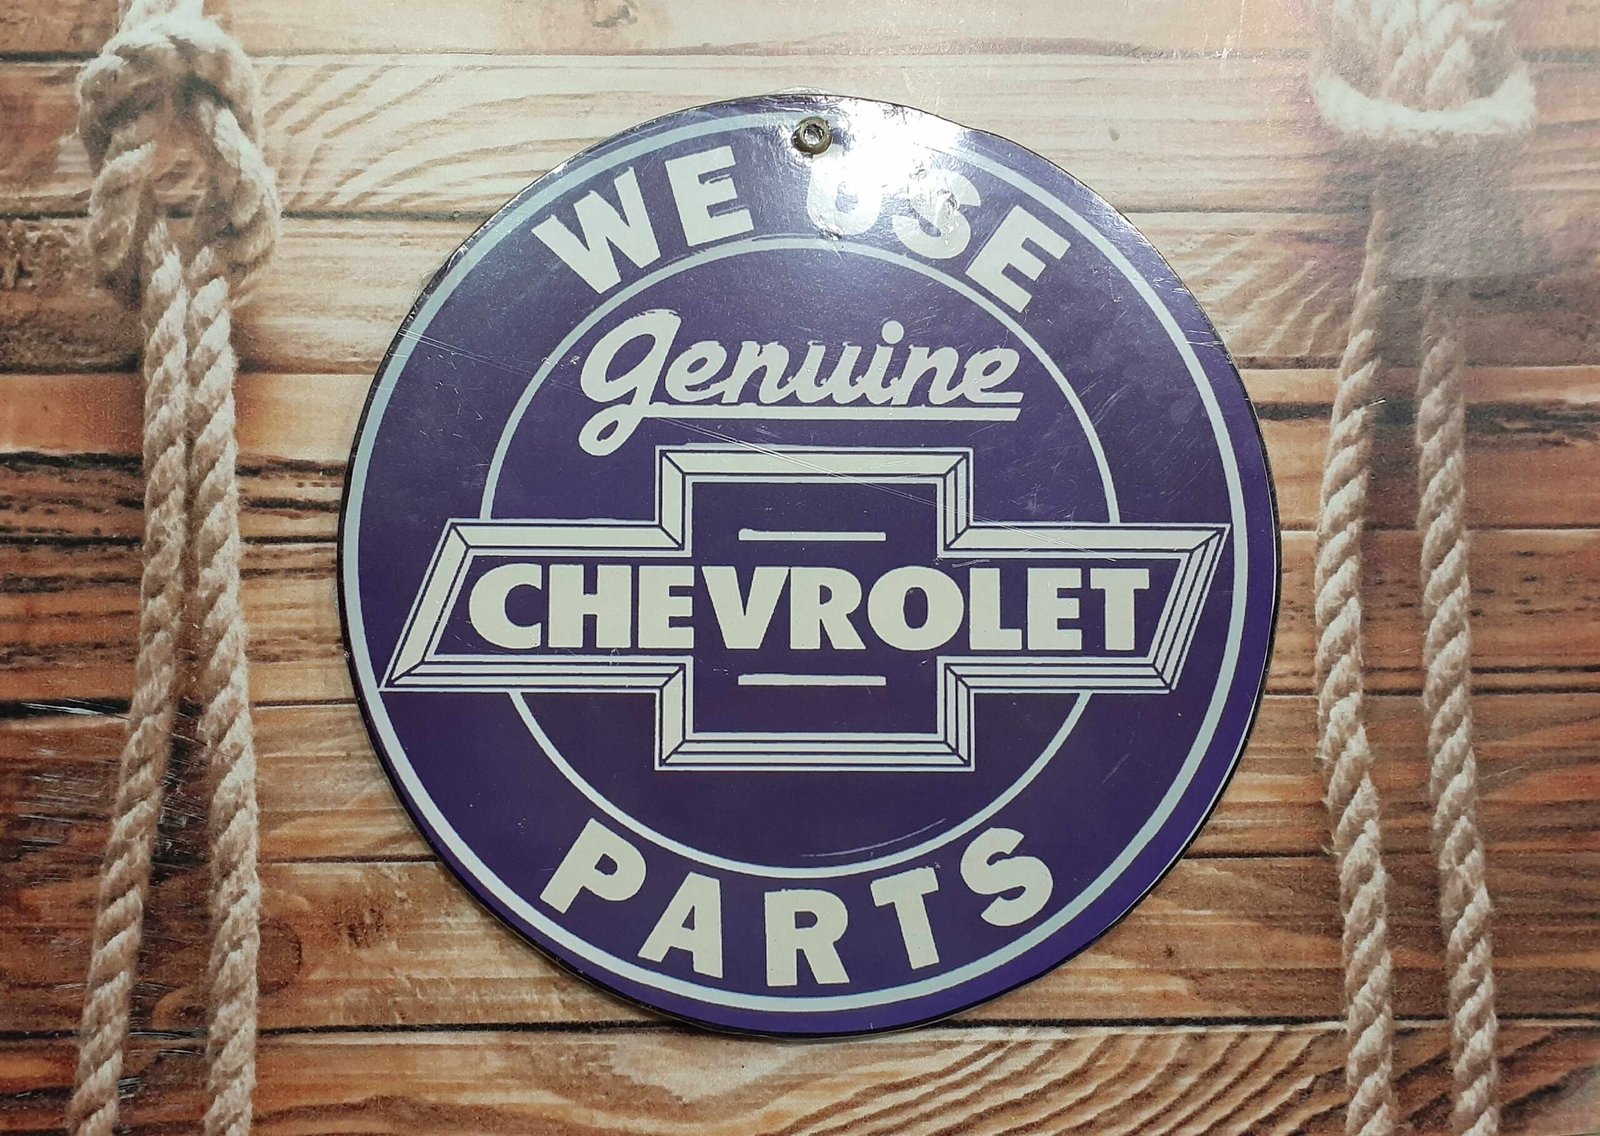 WE USE
Genuine
CHEVROLET
PARTS